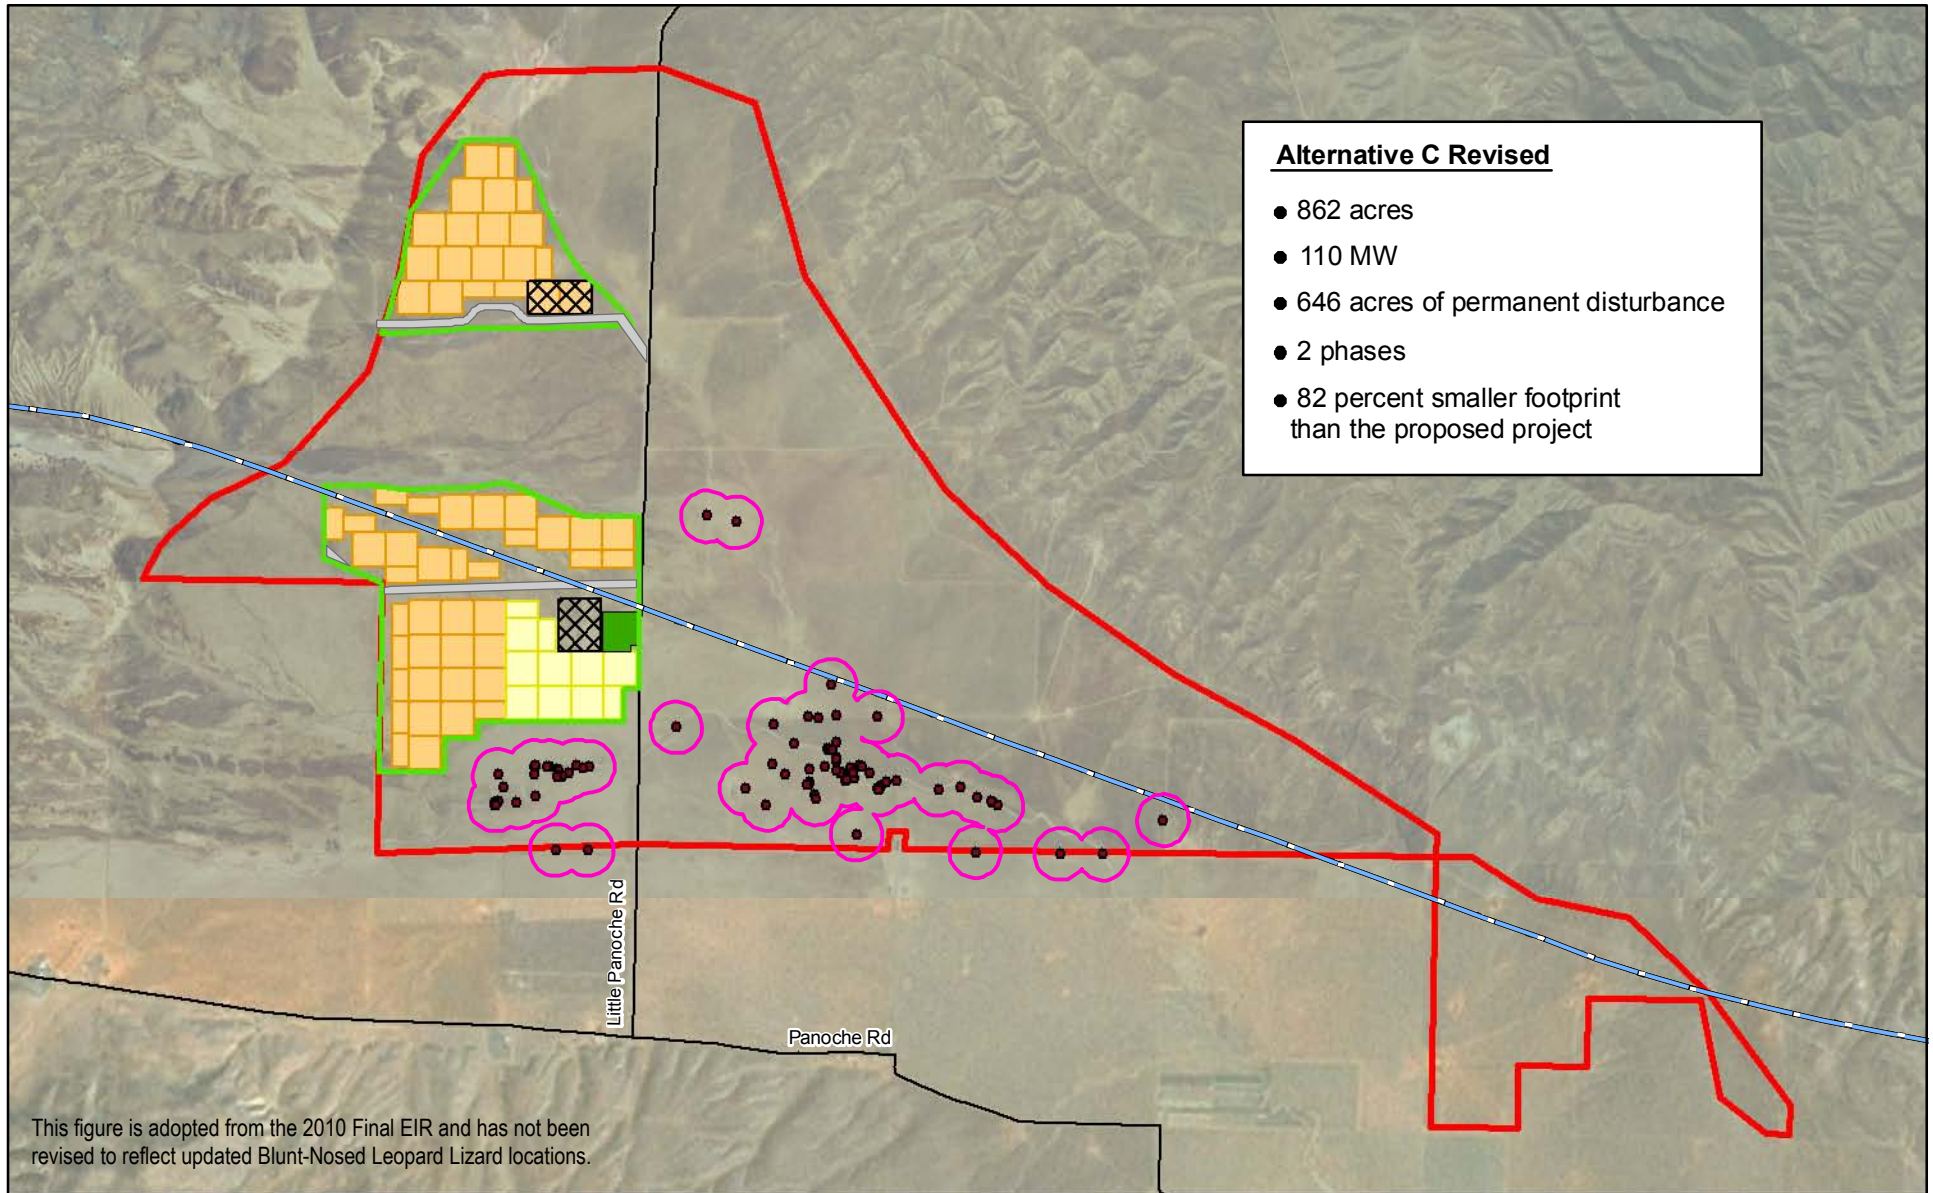 Alternative C Revised
● 862 acres
● 110 MW
● 646 acres of permanent disturbance
● 2 phases
● 82 percent smaller footprint
than the proposed project
Little Panoche Rd
Panoche Rd
This figure is adopted from the 2010 Final EIR and has not been
revised to reflect updated Blunt-Nosed Leopard Lizard locations.